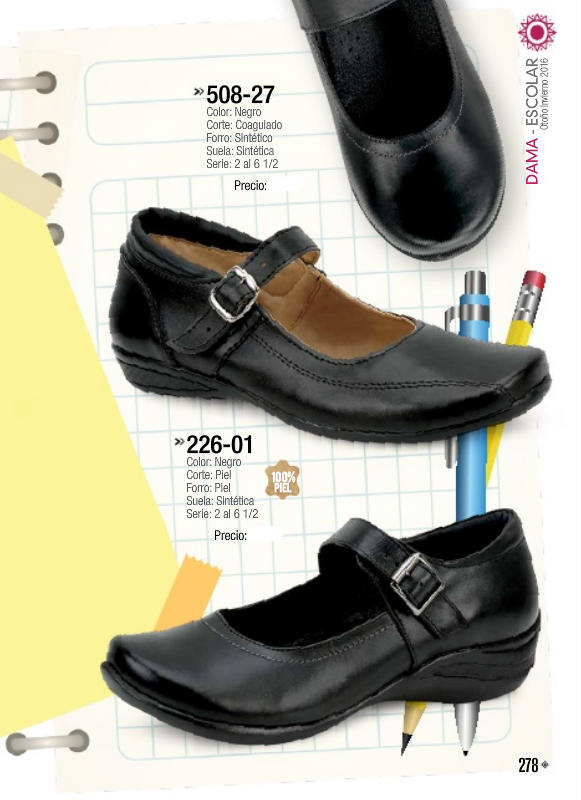 DAMA - ESCOLAR
Otoño Invierno 2016
508-27
Color: Negro
Corte: Coagulado
Forro: Sintético
Suela: Sintética
Serie: 2 al 6 1/2
Precio:
226-01
Color: Negro
Corte: Piel
Forro: Piel
Suela: Sintética
Serie: 2 al 6 1/2
100%
PIEL
Precio:
278